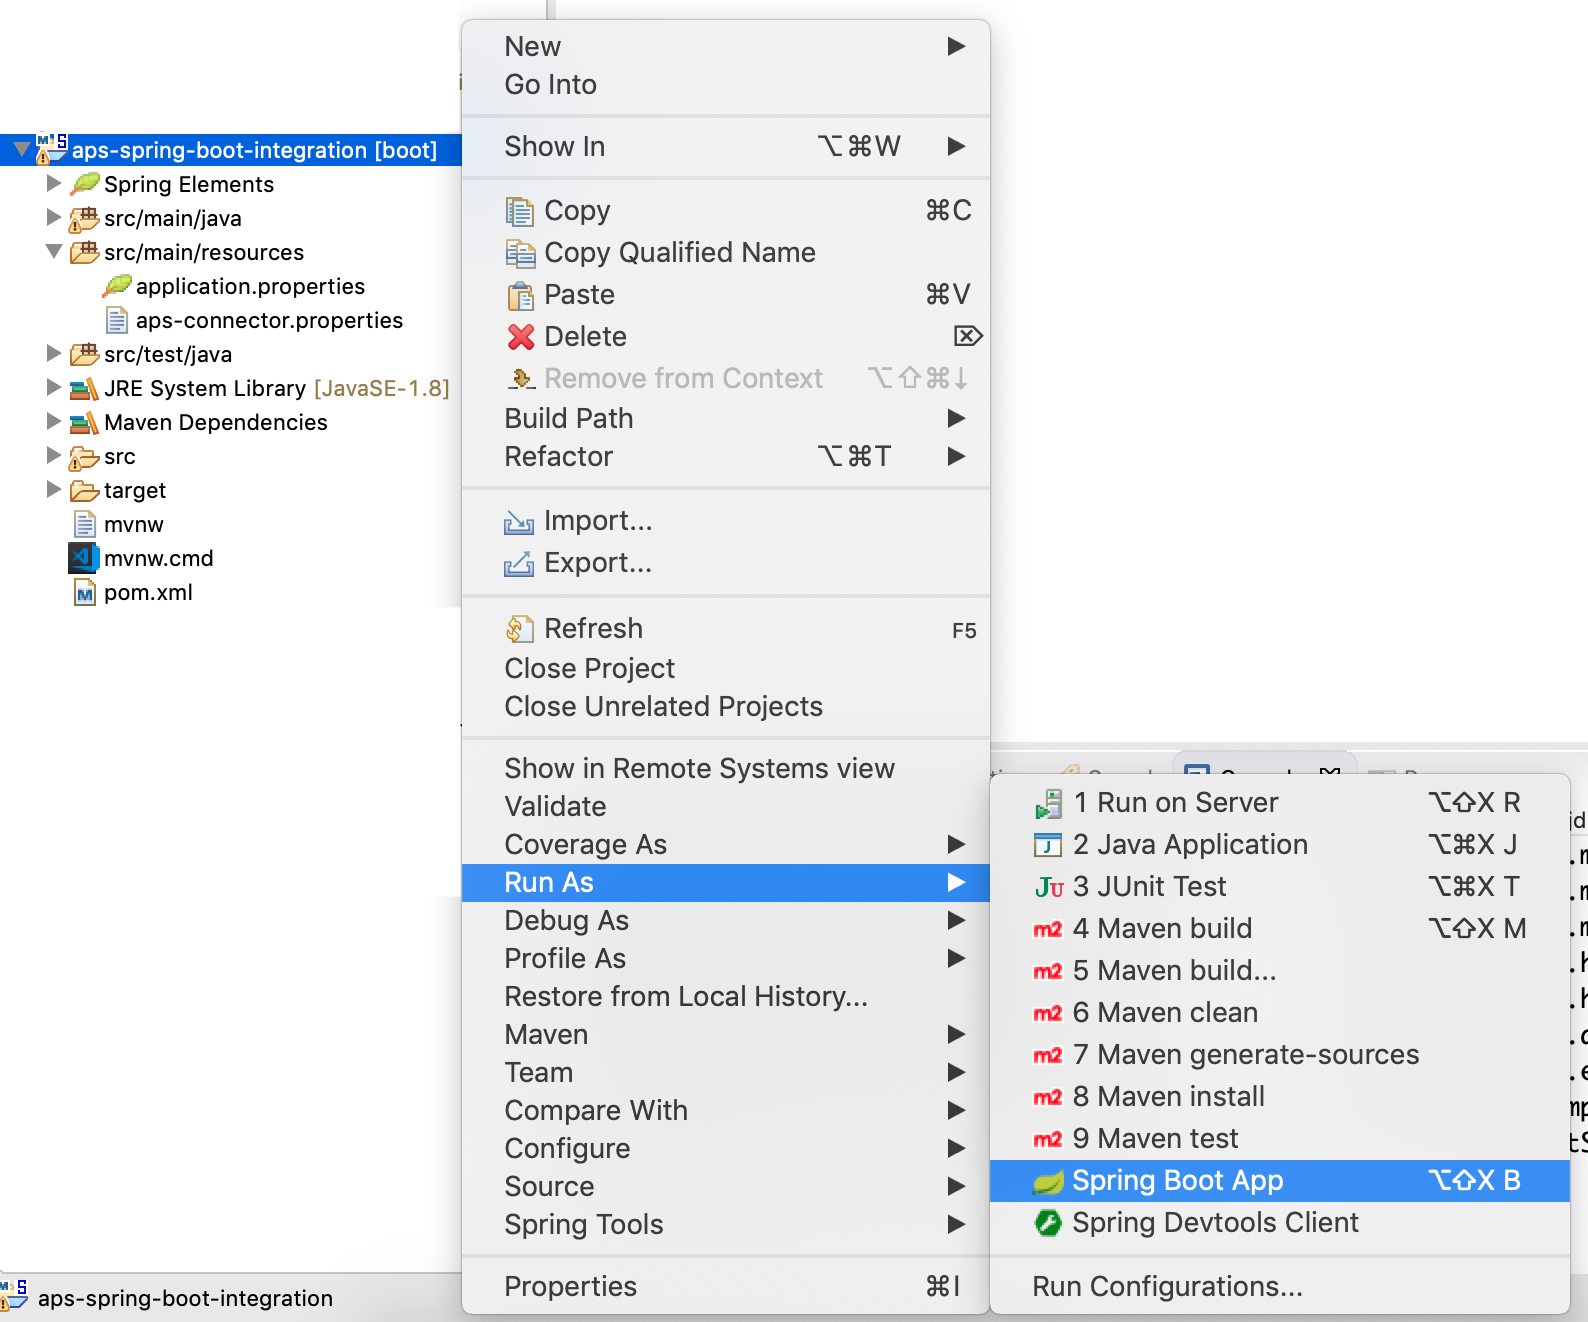 aps-spring-boot-integration [boot]
Spring Elements
src/main/java
src/main/resources
application.properties
aps-connector.properties
src/test/java
JRE System Library [JavaSE-1.8]
Maven Dependencies
src
target
mvnw
mvnw.cmd
pom.xml
aps-spring-boot-integration
New
Go Into
Show In ⌥⌘W
Copy ⌘C
Copy Qualified Name
Paste ⌘V
Delete ⌦
Remove from Context ⌥⇧⌘↓
Build Path
Refactor ⌥⌘T
Import...
Export...
Refresh F5
Close Project
Close Unrelated Projects
Show in Remote Systems view
Validate
Coverage As
Run As
Debug As
Profile As
Restore from Local History...
Maven
Team
Compare With
Configure
Source
Spring Tools
Properties ⌘I
1 Run on Server ⌥⇧X R
2 Java Application ⌥⌘X J
3 JUnit Test ⌥⌘X T
4 Maven build ⌥⇧X M
5 Maven build...
6 Maven clean
7 Maven generate-sources
8 Maven install
9 Maven test
Spring Boot App ⌥⇧X B
Spring Devtools Client
Run Configurations...